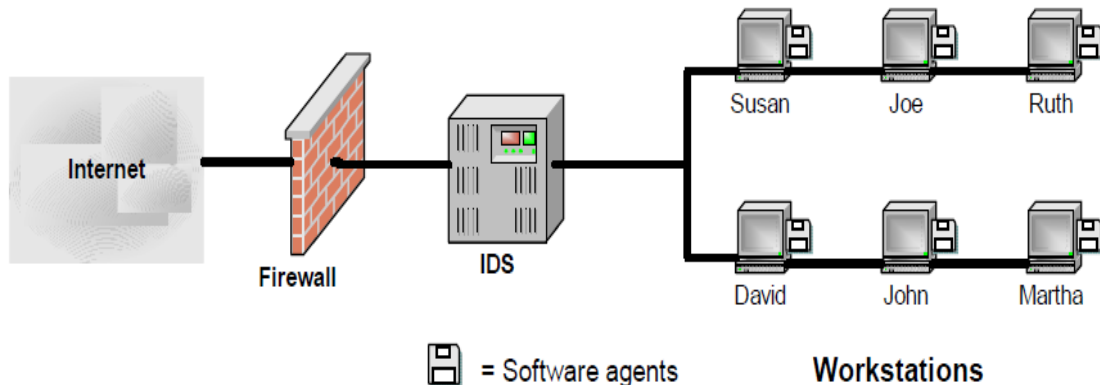 Susan
Joe
Ruth
Internet
Firewall
IDS
David
John
Martha
= Software agents
Workstations